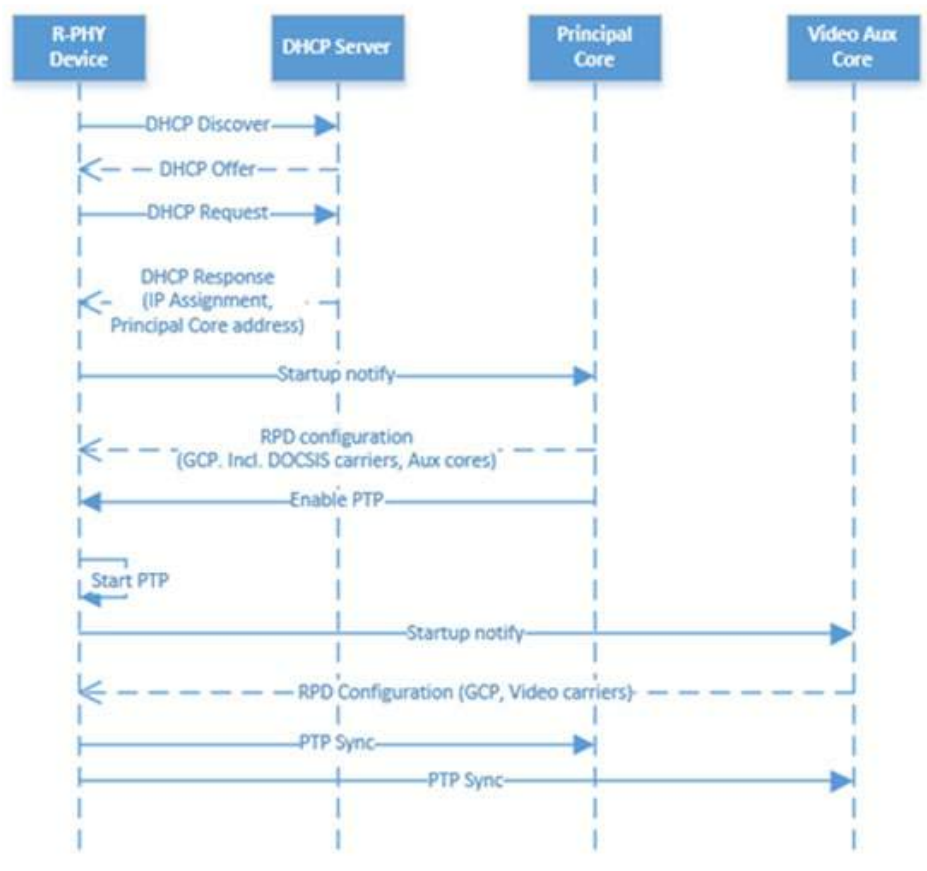 R-PHY
Device
DHCP Server
Principal
Core
Video Aux
Core
DHCP Discover
DHCP Offer
DHCP Request
DHCP Response
(IP Assignment,
Principal Core address)
Startup notify
RPD configuration
(GCP. Incl. DOCSIS carriers, Aux cores)
Enable PTP
Start PTP
Startup notify
RPD Configuration (GCP, Video carriers)
PTP Sync
PTP Sync